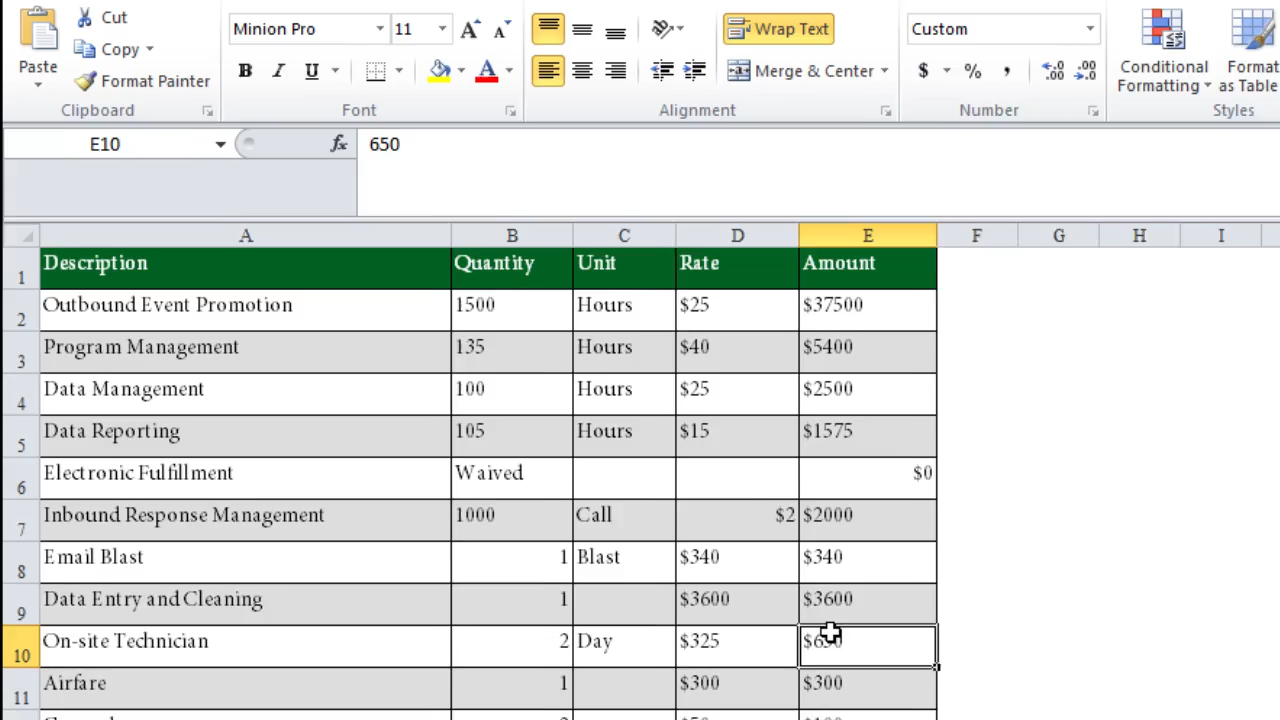 Cut
Copy
Format Painter
Paste
Clipboard
Minion Pro 11 A A
B I U A
Font
Wrap Text
Merge & Center
Alignment
Custom
$ % , .0 .00 .00 .0
Number
Conditional Formatting
Format as Table
Styles
E10 fx 650
A B C D E F G H I
1 Description Quantity Unit Rate Amount
2 Outbound Event Promotion 1500 Hours $25 $37500
3 Program Management 135 Hours $40 $5400
4 Data Management 100 Hours $25 $2500
5 Data Reporting 105 Hours $15 $1575
6 Electronic Fulfillment Waived $0
7 Inbound Response Management 1000 Call $2 $2000
8 Email Blast 1 Blast $340 $340
9 Data Entry and Cleaning 1 $3600 $3600
10 On-site Technician 2 Day $325 $650
11 Airfare 1 $300 $300